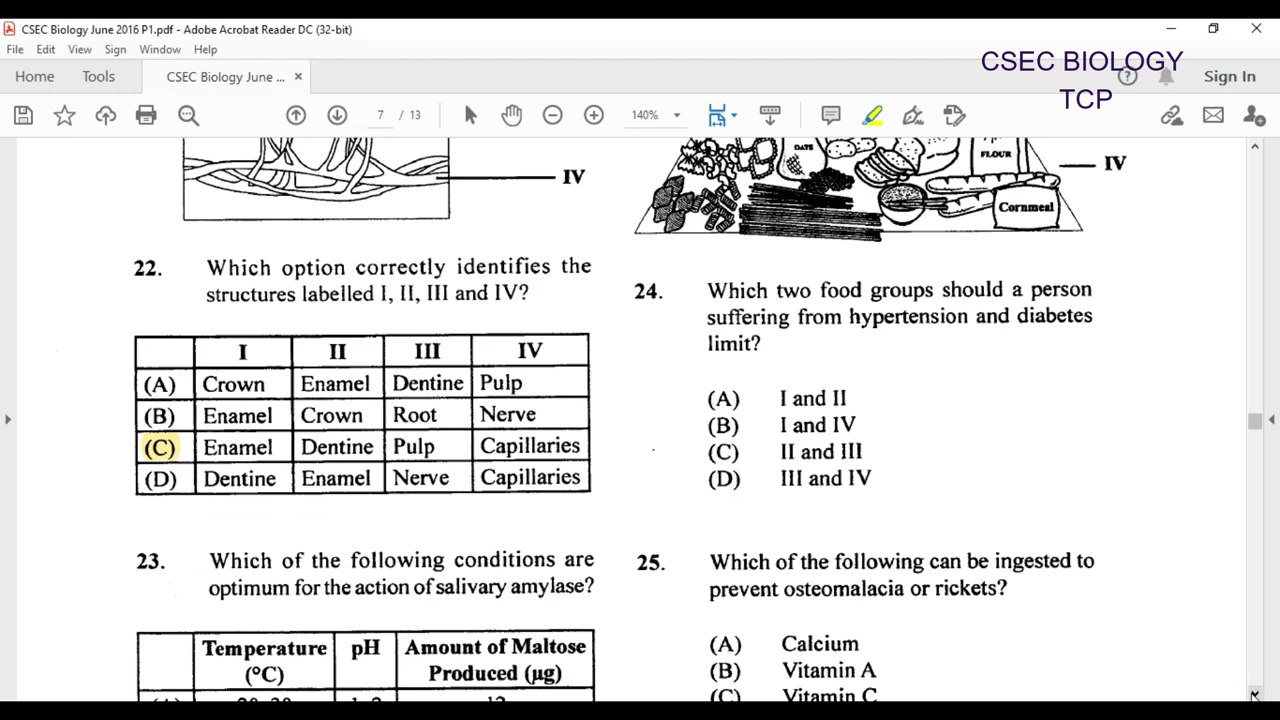 CSEC Biology June 2016 P1.pdf - Adobe Acrobat Reader DC (32-bit)
File Edit View Sign Window Help
CSEC BIOLOGY
TCP
Home Tools CSEC Biology June ... × Sign In
7 / 13 140%
IV
OATS
FLOUR
Cornmeal
IV
22. Which option correctly identifies the
structures labelled I, II, III and IV?
I II III IV
(A) Crown Enamel Dentine Pulp
(B) Enamel Crown Root Nerve
(C) Enamel Dentine Pulp Capillaries
(D) Dentine Enamel Nerve Capillaries
23. Which of the following conditions are
optimum for the action of salivary amylase?
Temperature (°C) pH Amount of Maltose
Produced (µg)
24. Which two food groups should a person
suffering from hypertension and diabetes
limit?
(A) I and II
(B) I and IV
(C) II and III
(D) III and IV
25. Which of the following can be ingested to
prevent osteomalacia or rickets?
(A) Calcium
(B) Vitamin A
(C) Vitamin C